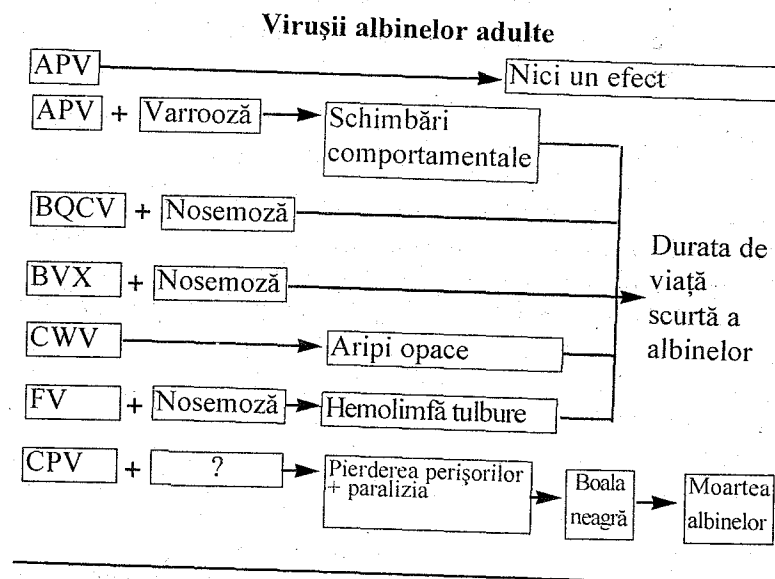 Virușii albinelor adulte
APV Nici un efect
APV + Varrooză Schimbări
comportamentale
BQCV + Nosemoză
Durata de
viață
scurtă a
albinelor
BVX + Nosemoză
CWV Aripi opace
FV + Nosemoză Hemolimfă tulbure
CPV + ? Pierderea perișorilor
+ paralizia
Boala
neagră
Moartea
albinelor